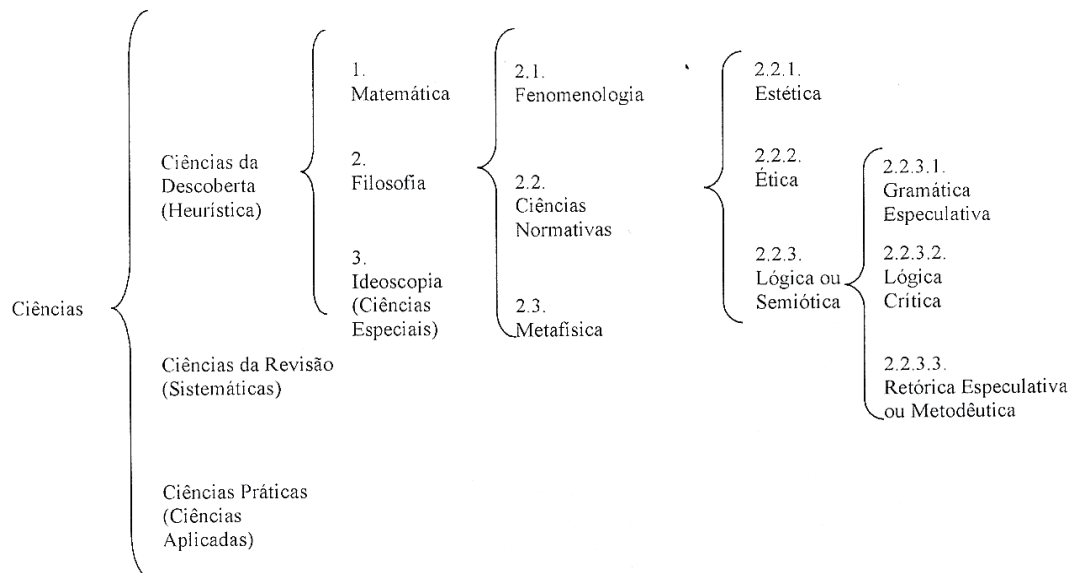 Ciências
Ciências da
Descoberta
(Heurística)
Ciências da Revisão
(Sistemáticas)
Ciências Práticas
(Ciências
Aplicadas)
1.
Matemática
2.
Filosofia
3.
Ideoscopia
(Ciências
Especiais)
2.1.
Fenomenologia
2.2.
Ciências
Normativas
2.3.
Metafísica
2.2.1.
Estética
2.2.2.
Ética
2.2.3.
Lógica ou
Semiótica
2.2.3.1.
Gramática
Especulativa
2.2.3.2.
Lógica
Crítica
2.2.3.3.
Retórica Especulativa
ou Metodêutica